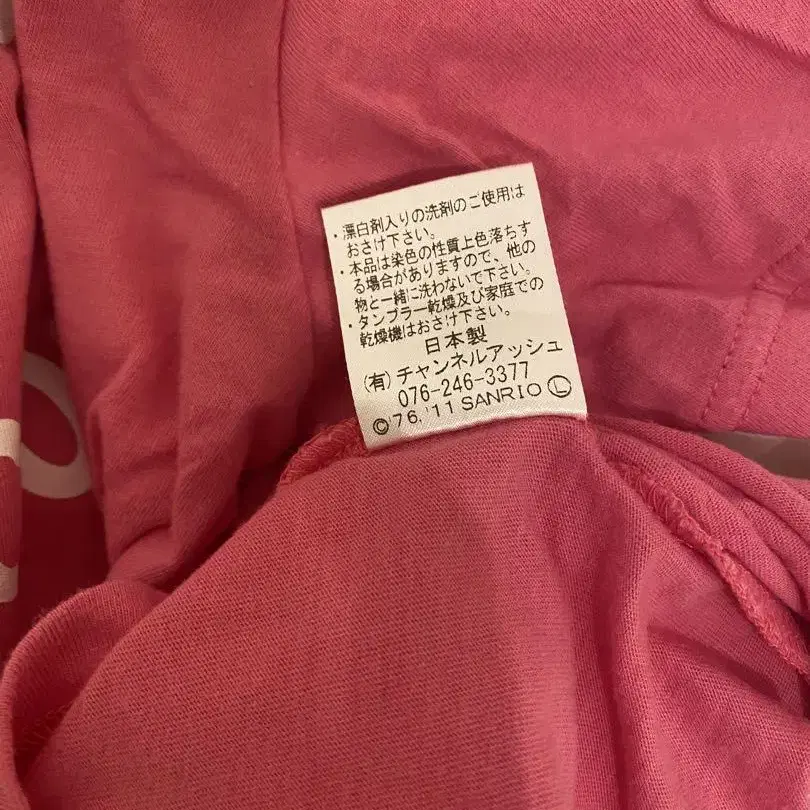 ・漂白剤入りの洗剤のご使用は
おさけ下さい。
・本品は染色の性質上色落ちす
る場合がありますので、他の
物と一緒に洗わないで下さい。
・タンブラー乾燥及び家庭での
乾燥機はおさけ下さい。
日本製
(有)チャンネルアッシュ
076-246-3377
©'76,'11 SANRIO Ⓛ